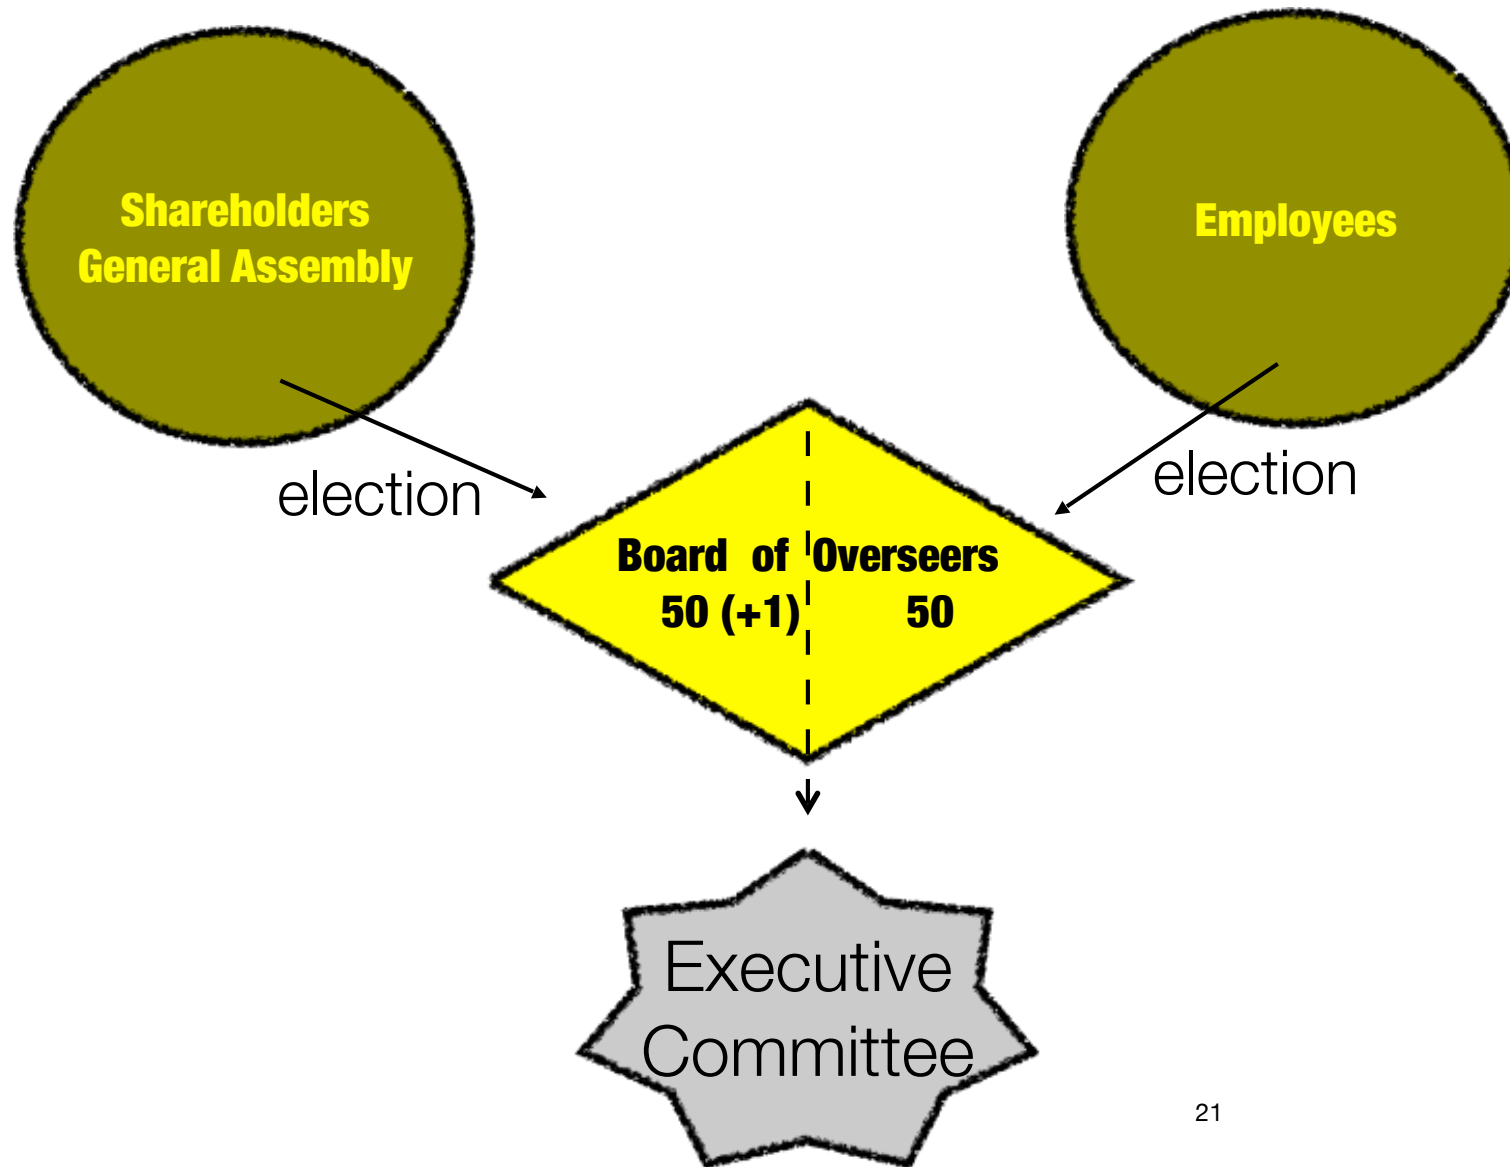 Shareholders
General Assembly
Employees
election
election
Board of Overseers
50 (+1) 50
Executive
Committee
21